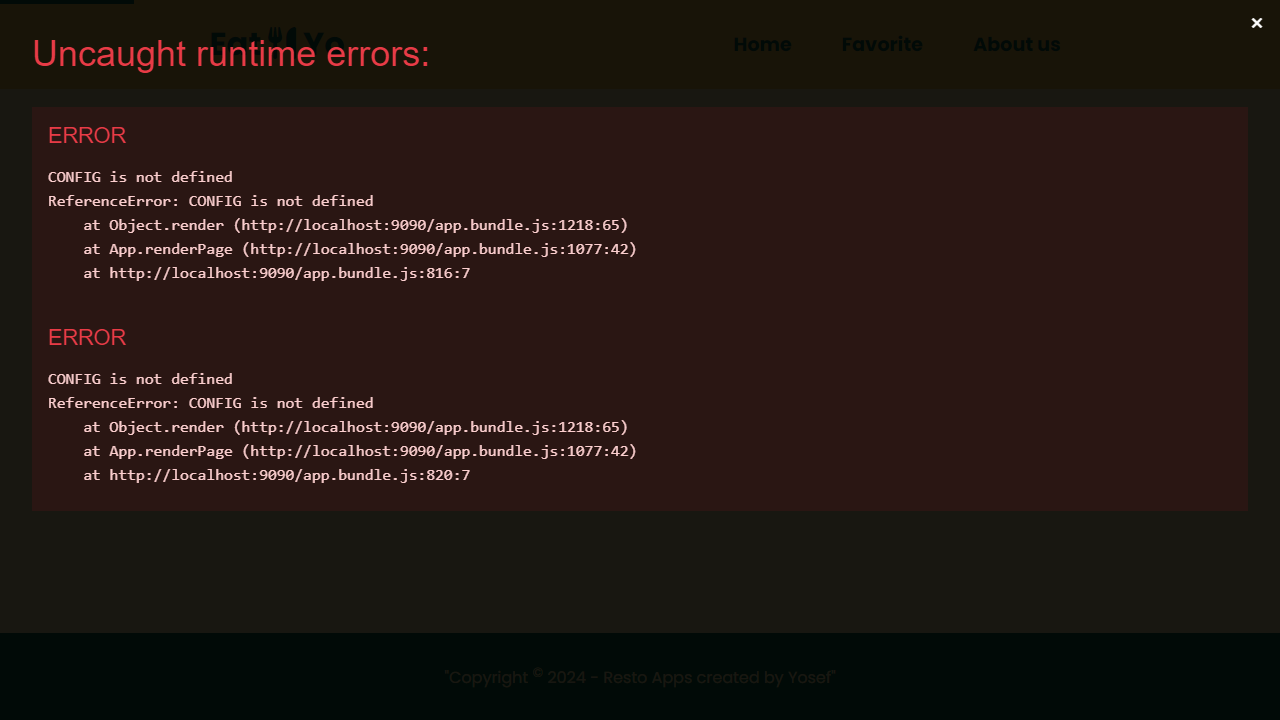 Eat Yo
Home Favorite About us
Uncaught runtime errors:
×
ERROR
CONFIG is not defined
ReferenceError: CONFIG is not defined
at Object.render (http://localhost:9090/app.bundle.js:1218:65)
at App.renderPage (http://localhost:9090/app.bundle.js:1077:42)
at http://localhost:9090/app.bundle.js:816:7
ERROR
CONFIG is not defined
ReferenceError: CONFIG is not defined
at Object.render (http://localhost:9090/app.bundle.js:1218:65)
at App.renderPage (http://localhost:9090/app.bundle.js:1077:42)
at http://localhost:9090/app.bundle.js:820:7
"Copyright © 2024 - Resto Apps created by Yosef"